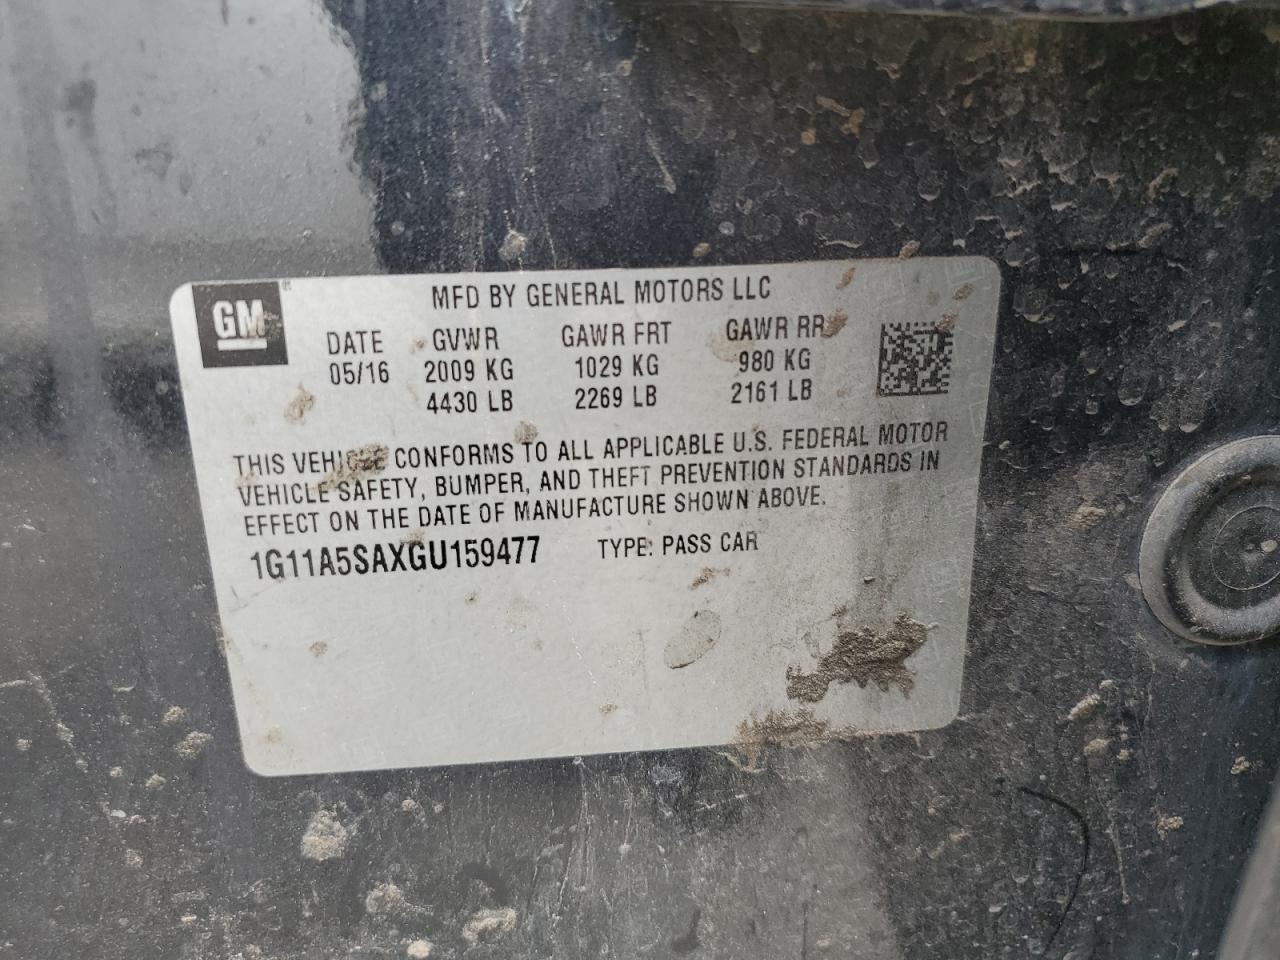 GM
MFD BY GENERAL MOTORS LLC
DATE GVWR GAWR FRT GAWR RR
05/16 2009 KG 1029 KG 980 KG
4430 LB 2269 LB 2161 LB
THIS VEHICLE CONFORMS TO ALL APPLICABLE U.S. FEDERAL MOTOR
VEHICLE SAFETY, BUMPER, AND THEFT PREVENTION STANDARDS IN
EFFECT ON THE DATE OF MANUFACTURE SHOWN ABOVE.
1G11A5SAXGU159477 TYPE: PASS CAR